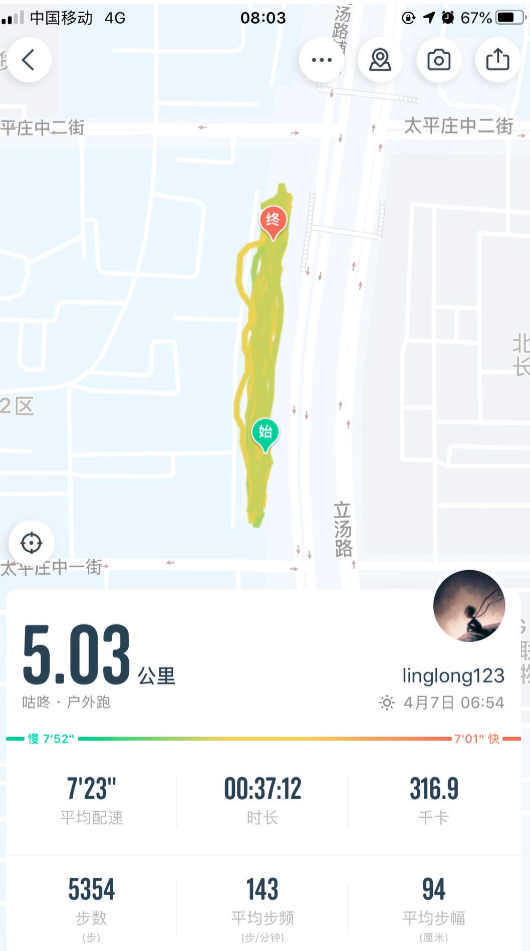 中国移动 4G 08:03 67%
立汤路
平庄中二街
太平庄中二街
终
2区
始
北
长
立汤路
太平庄中一街
5.03 公里
linglong123
咕咚 · 户外跑
4月7日 06:54
慢 7'52"
7'01" 快
7'23" 00:37:12 316.9
平均配速 时长 千卡
5354 143 94
步数 平均步频 平均步幅
(步) (步/分钟) (厘米)